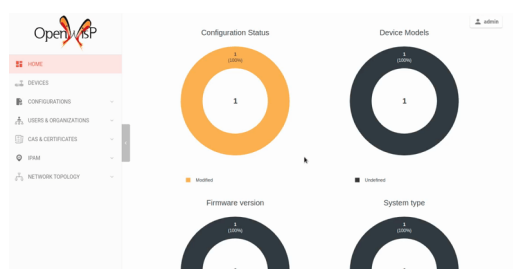 OpenWISP
admin
HOME
DEVICES
CONFIGURATIONS
USERS & ORGANIZATIONS
CAS & CERTIFICATES
IPAM
NETWORK TOPOLOGY
Configuration Status
1
(100%)
1
Modified
Device Models
1
(100%)
1
Undefined
Firmware version
1
(100%)
System type
1
(100%)